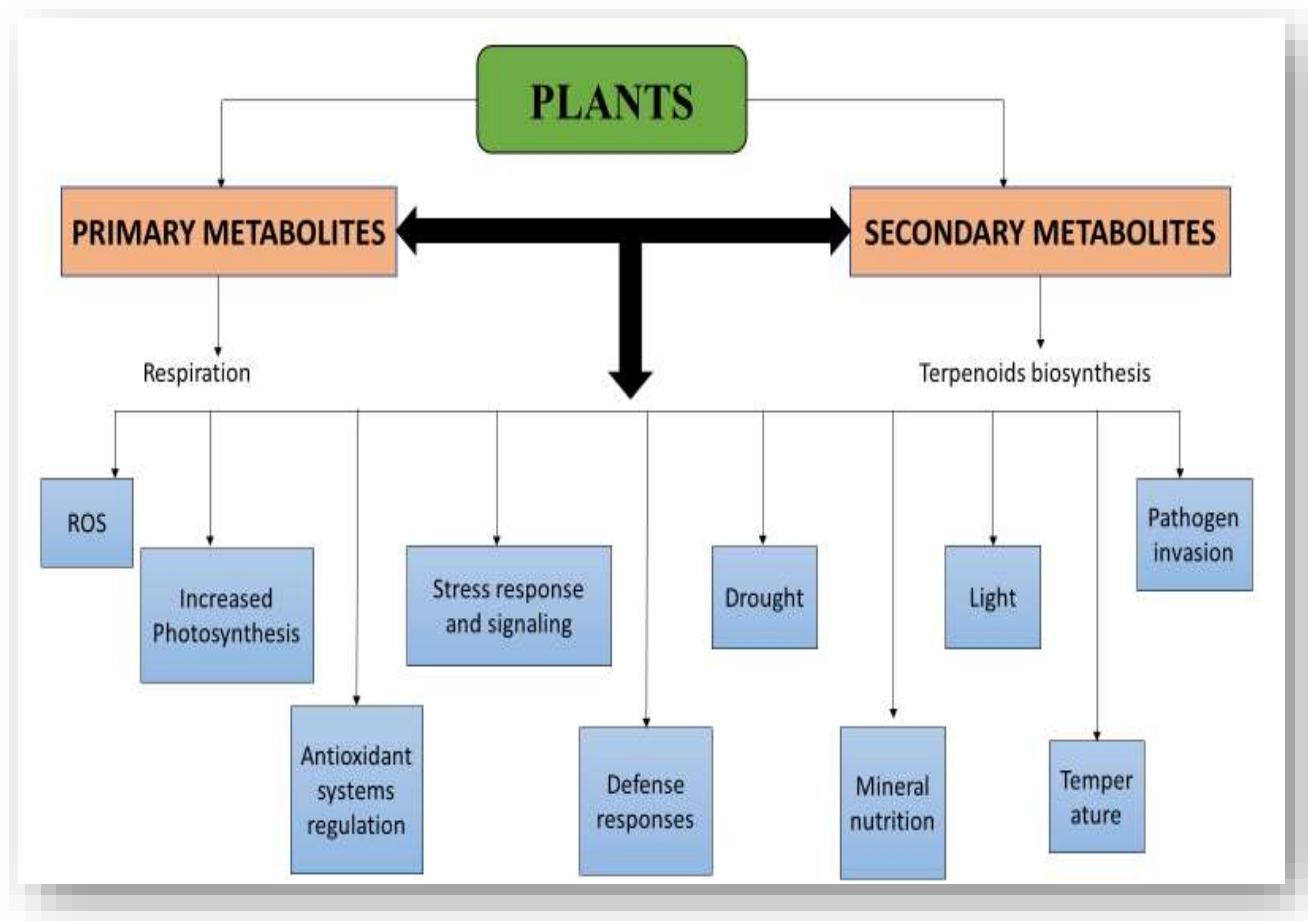 PLANTS
PRIMARY METABOLITES
SECONDARY METABOLITES
Respiration
Terpenoids biosynthesis
ROS
Increased
Photosynthesis
Antioxidant
systems
regulation
Stress response
and signaling
Defense
responses
Drought
Mineral
nutrition
Light
Temper
ature
Pathogen
invasion